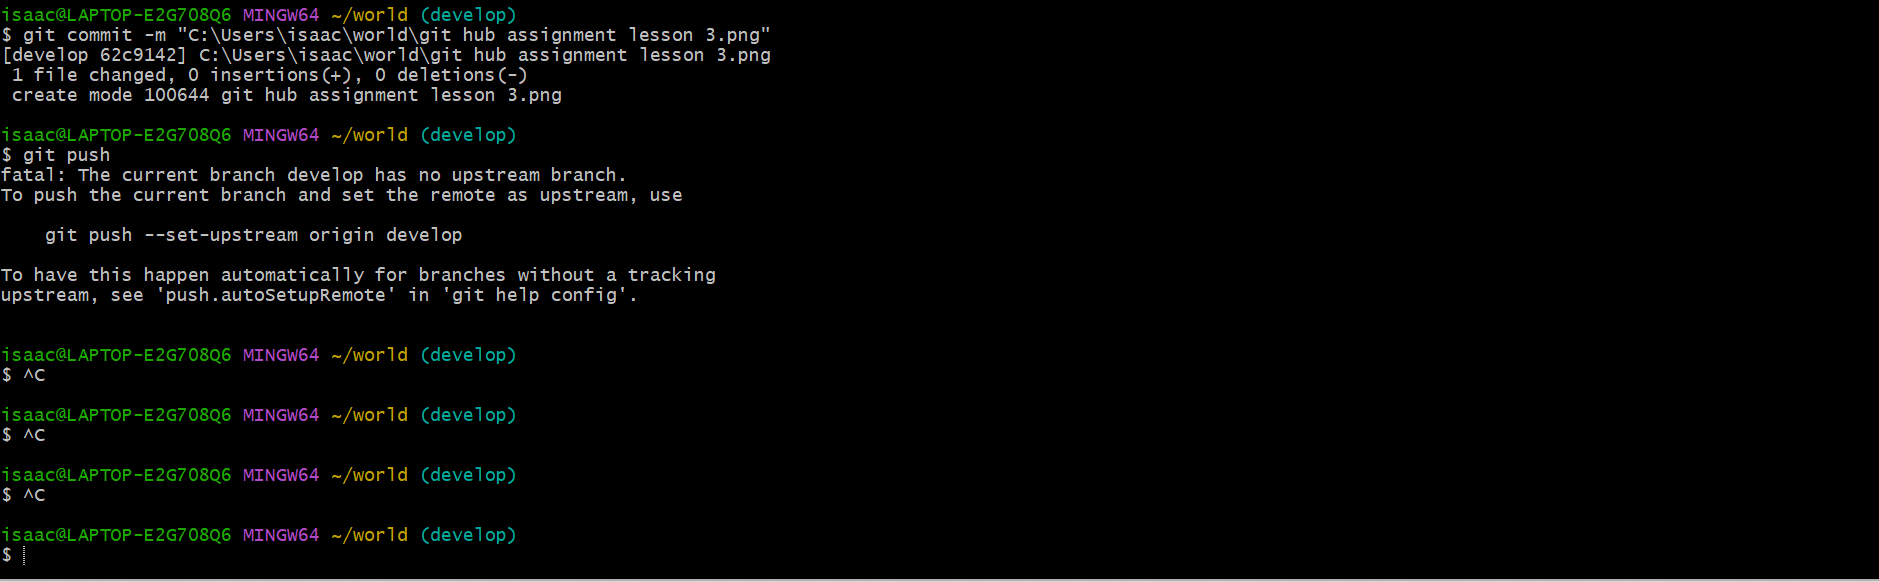 isaac@LAPTOP-E2G708Q6 MINGW64 ~/world (develop)
$ git commit -m "C:\Users\isaac\world\git hub assignment lesson 3.png"
[develop 62c9142] C:\Users\isaac\world\git hub assignment lesson 3.png
 1 file changed, 0 insertions(+), 0 deletions(-)
 create mode 100644 git hub assignment lesson 3.png

isaac@LAPTOP-E2G708Q6 MINGW64 ~/world (develop)
$ git push
fatal: The current branch develop has no upstream branch.
To push the current branch and set the remote as upstream, use

    git push --set-upstream origin develop

To have this happen automatically for branches without a tracking
upstream, see 'push.autoSetupRemote' in 'git help config'.


isaac@LAPTOP-E2G708Q6 MINGW64 ~/world (develop)
$ ^C

isaac@LAPTOP-E2G708Q6 MINGW64 ~/world (develop)
$ ^C

isaac@LAPTOP-E2G708Q6 MINGW64 ~/world (develop)
$ ^C

isaac@LAPTOP-E2G708Q6 MINGW64 ~/world (develop)
$